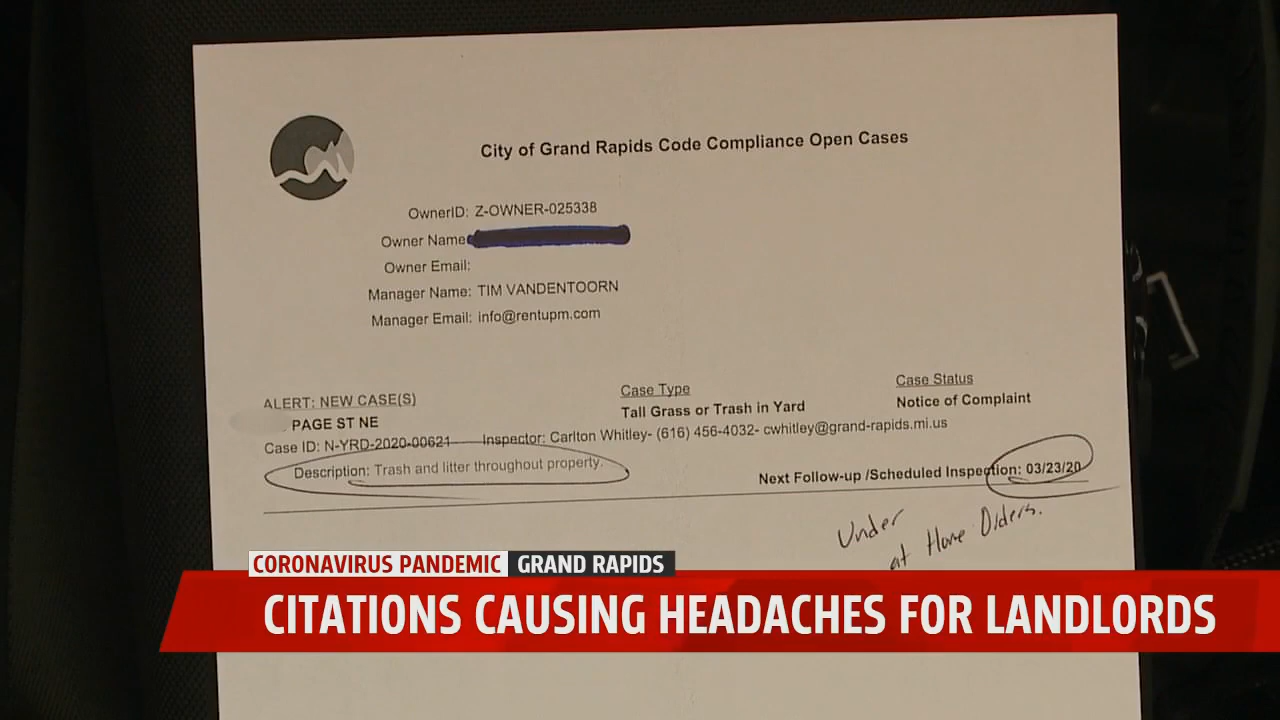 City of Grand Rapids Code Compliance Open Cases
OwnerID: Z-OWNER-025338
Owner Name
Owner Email:
Manager Name: TIM VANDENTOORN
Manager Email: info@rentupm.com
ALERT: NEW CASE(S)
Case Type
Case Status
PAGE ST NE
Tall Grass or Trash in Yard
Notice of Complaint
Case ID: N-YRD-2020-00621 Inspector: Carlton Whitley- (616) 456-4032- cwhitley@grand-rapids.mi.us
Description: Trash and litter throughout property.
Next Follow-up /Scheduled Inspection: 03/23/20
Under
at Home Orders.
CORONAVIRUS PANDEMIC GRAND RAPIDS
CITATIONS CAUSING HEADACHES FOR LANDLORDS